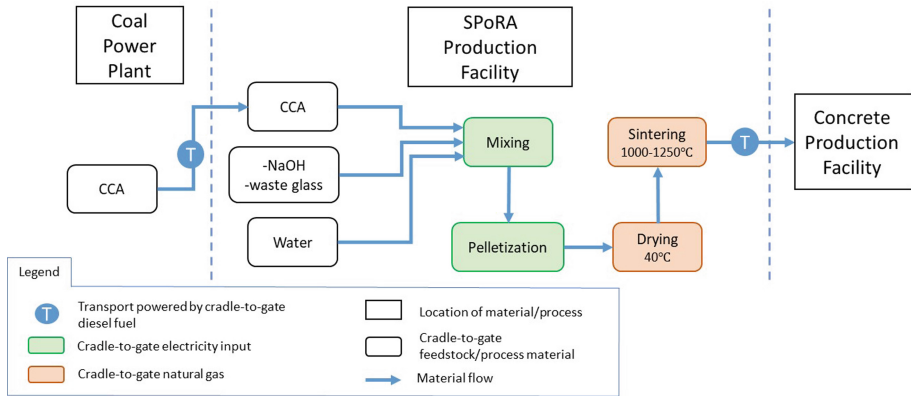 Coal
Power
Plant
SPoRA
Production
Facility
CCA
T
CCA
-NaOH
-waste glass
Water
Mixing
Pelletization
Sintering
1000-1250°C
Drying
40°C
T
Concrete
Production
Facility
Legend
T
Transport powered by cradle-to-gate
diesel fuel
Cradle-to-gate electricity input
Cradle-to-gate natural gas
Location of material/process
Cradle-to-gate
feedstock/process material
Material flow